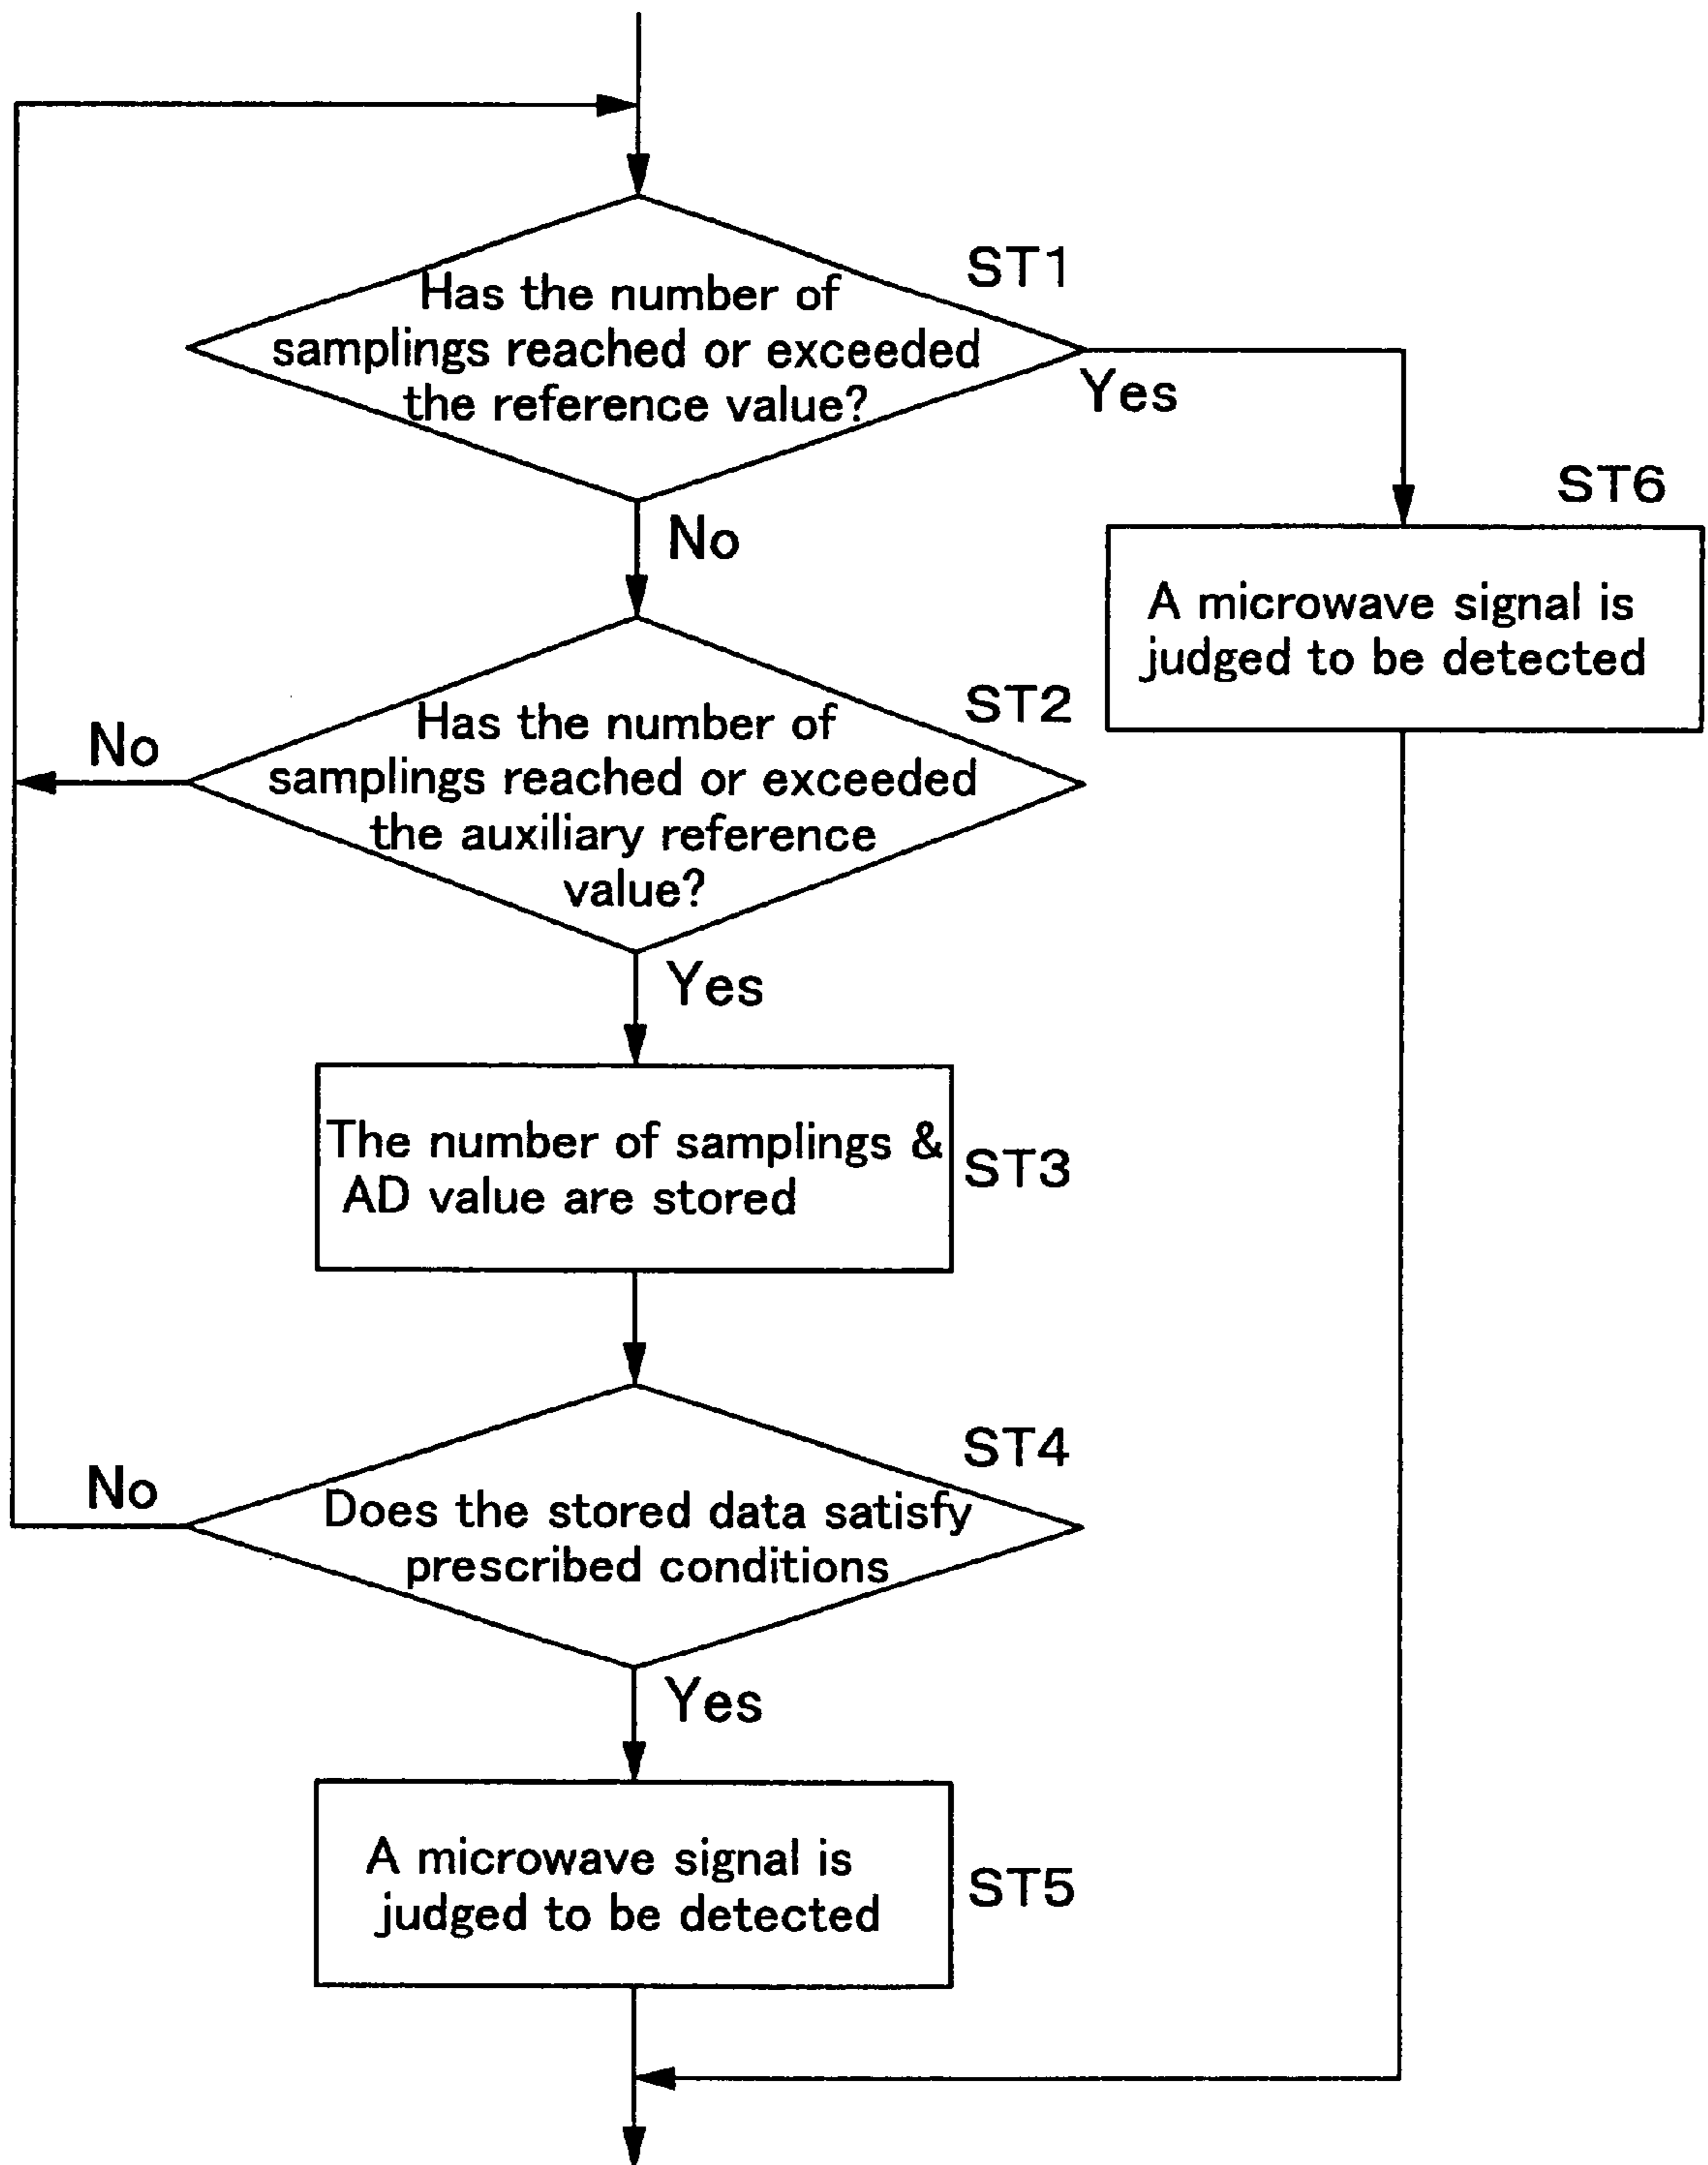 ST1
Has the number of
samplings reached or exceeded
the reference value?
Yes
No
ST6
A microwave signal is
judged to be detected
ST2
Has the number of
samplings reached or exceeded
the auxiliary reference
value?
No
Yes
The number of samplings &
AD value are stored
ST3
ST4
Does the stored data satisfy
prescribed conditions
No
Yes
A microwave signal is
judged to be detected
ST5